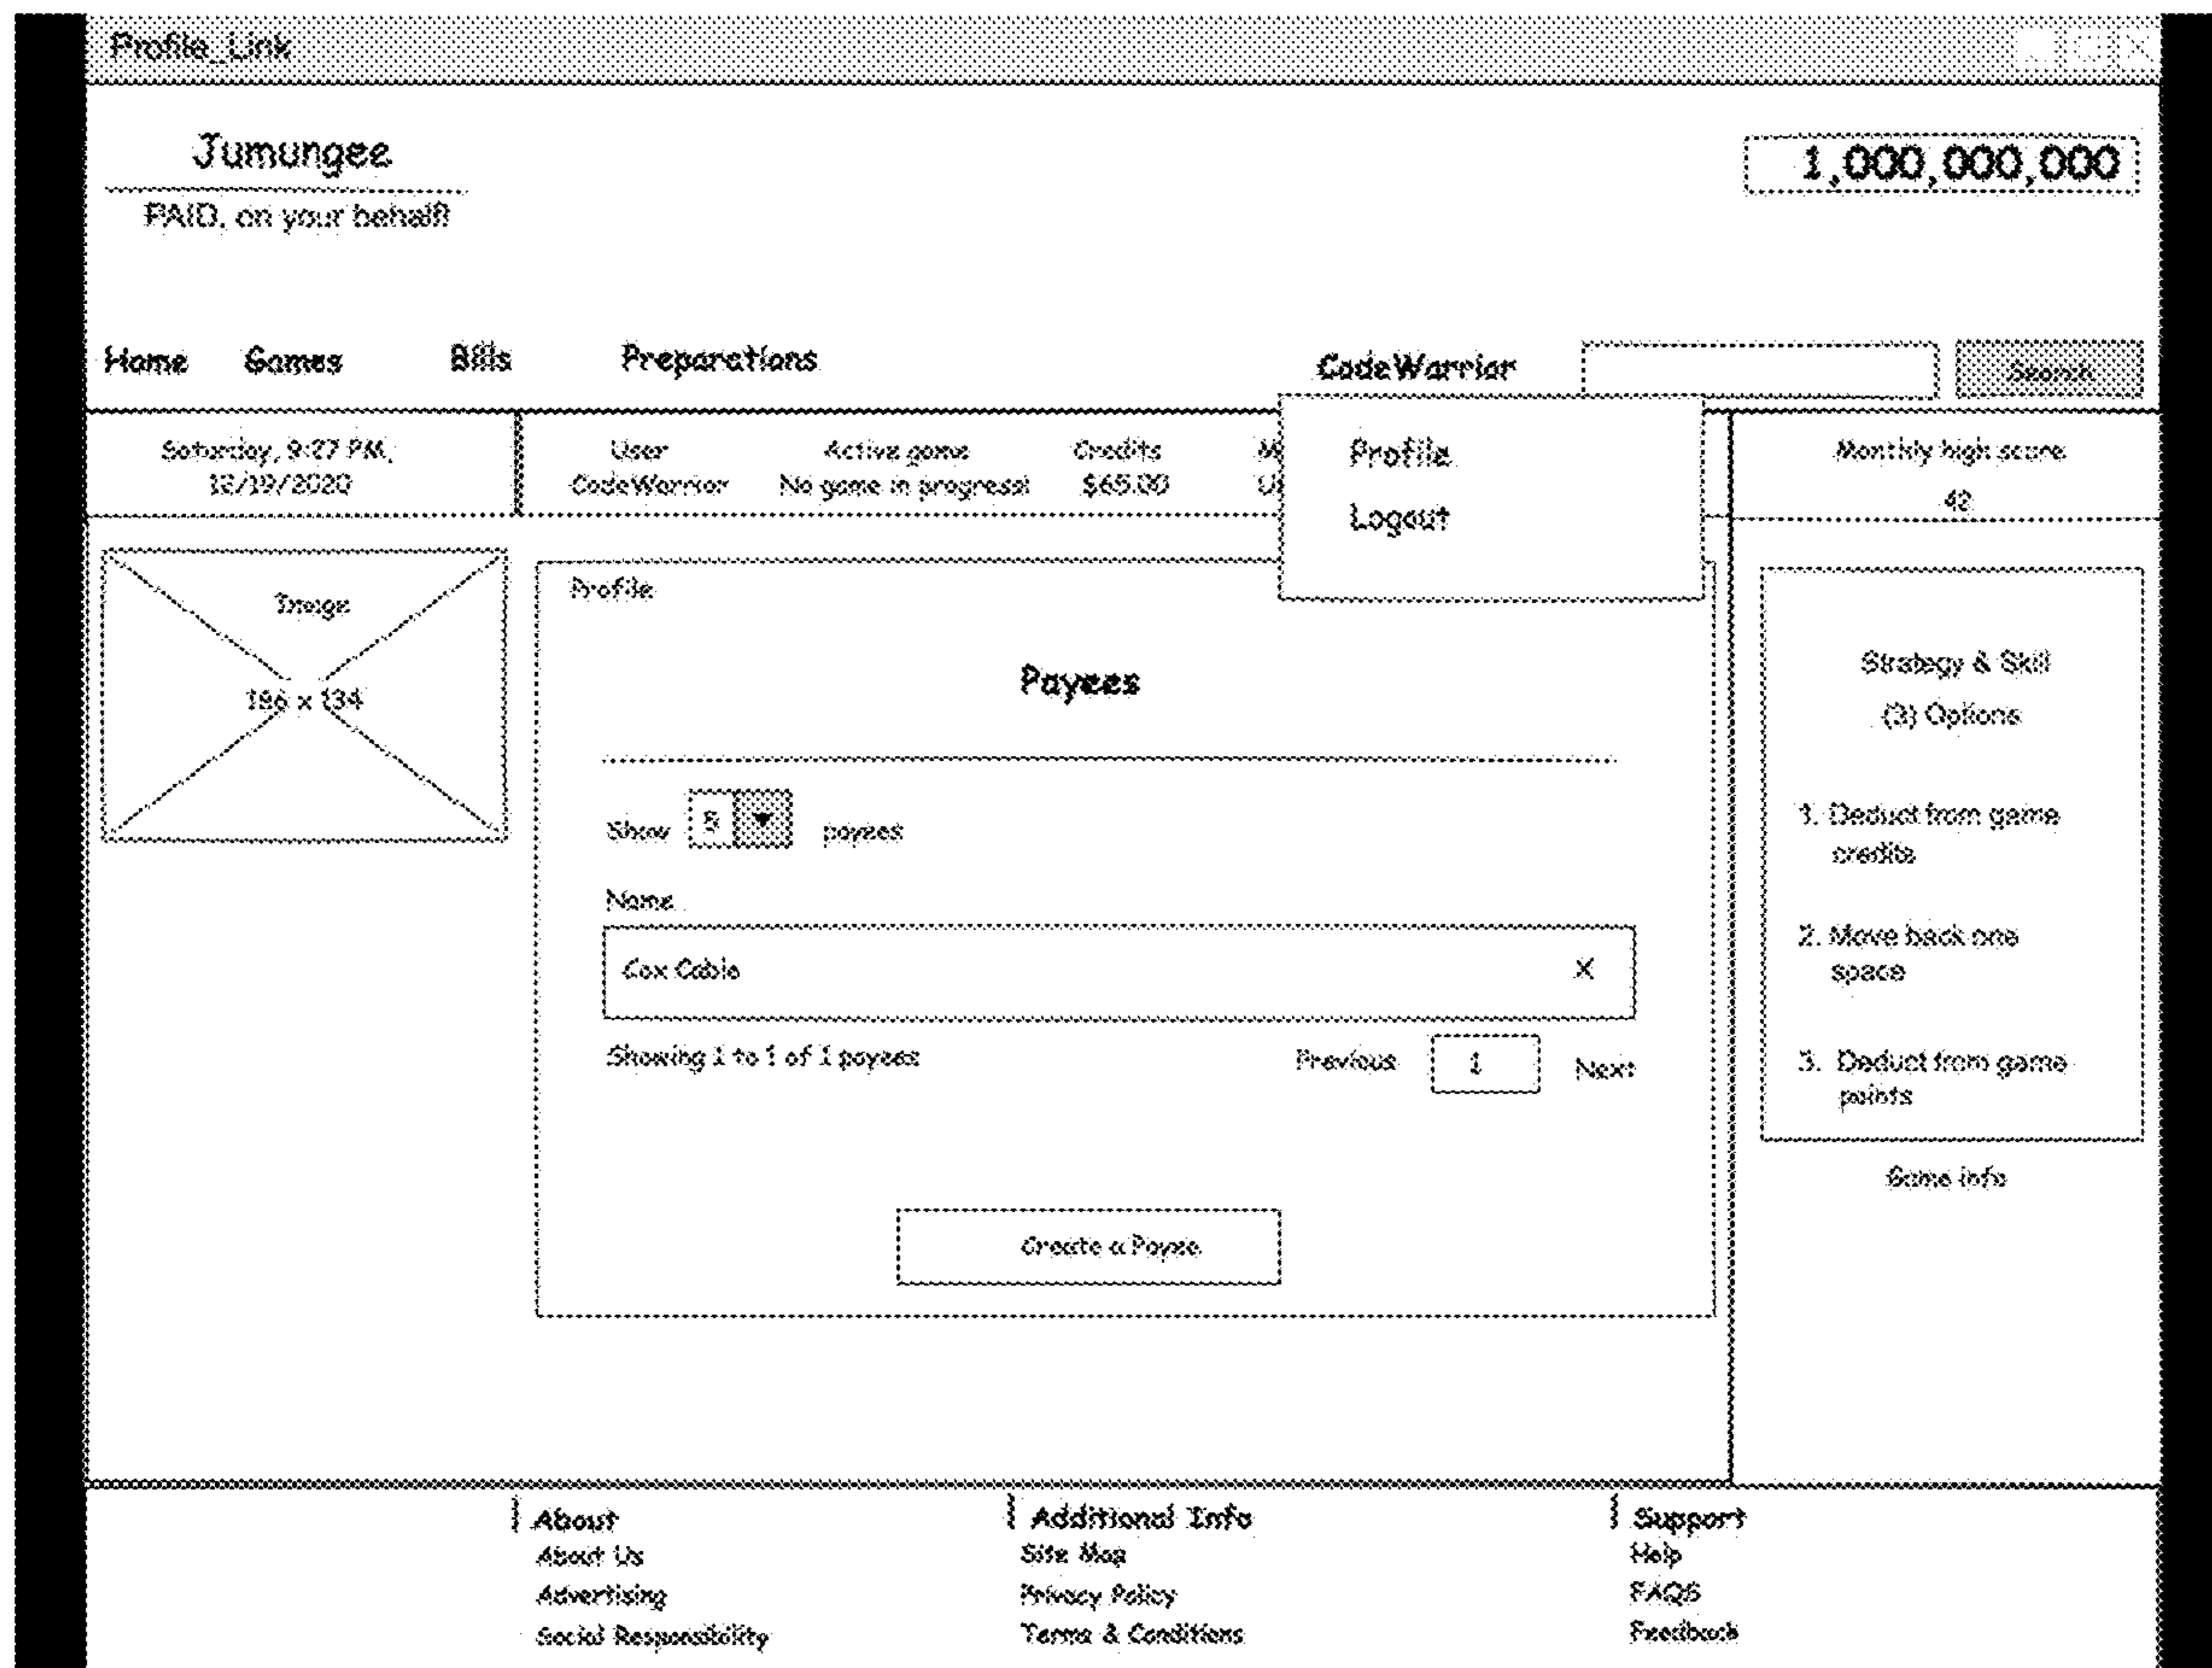 Profile_Link
Jumungee
1,000,000,000
PAID, on your behalf!
Home Games Bills Preparations CodeWarrior Search
Saturday, 9:27 PM,
12/19/2020
User Active game Credits M
CodeWarrior No game in progress! $65.00 U
Profile
Logout
Monthly high score
42
Image
186 x 134
Profile
Payees
Show 5 payees
Name
Cox Cable X
Showing 1 to 1 of 1 payees Previous 1 Next
Create a Payee
Strategy & Skill
(3) Options
1. Deduct from game
credits
2. Move back one
space
3. Deduct from game
points
Game info
About
About Us
Advertising
Social Responsibility
Additional Info
Site Map
Privacy Policy
Terms & Conditions
Support
Help
FAQS
Feedback